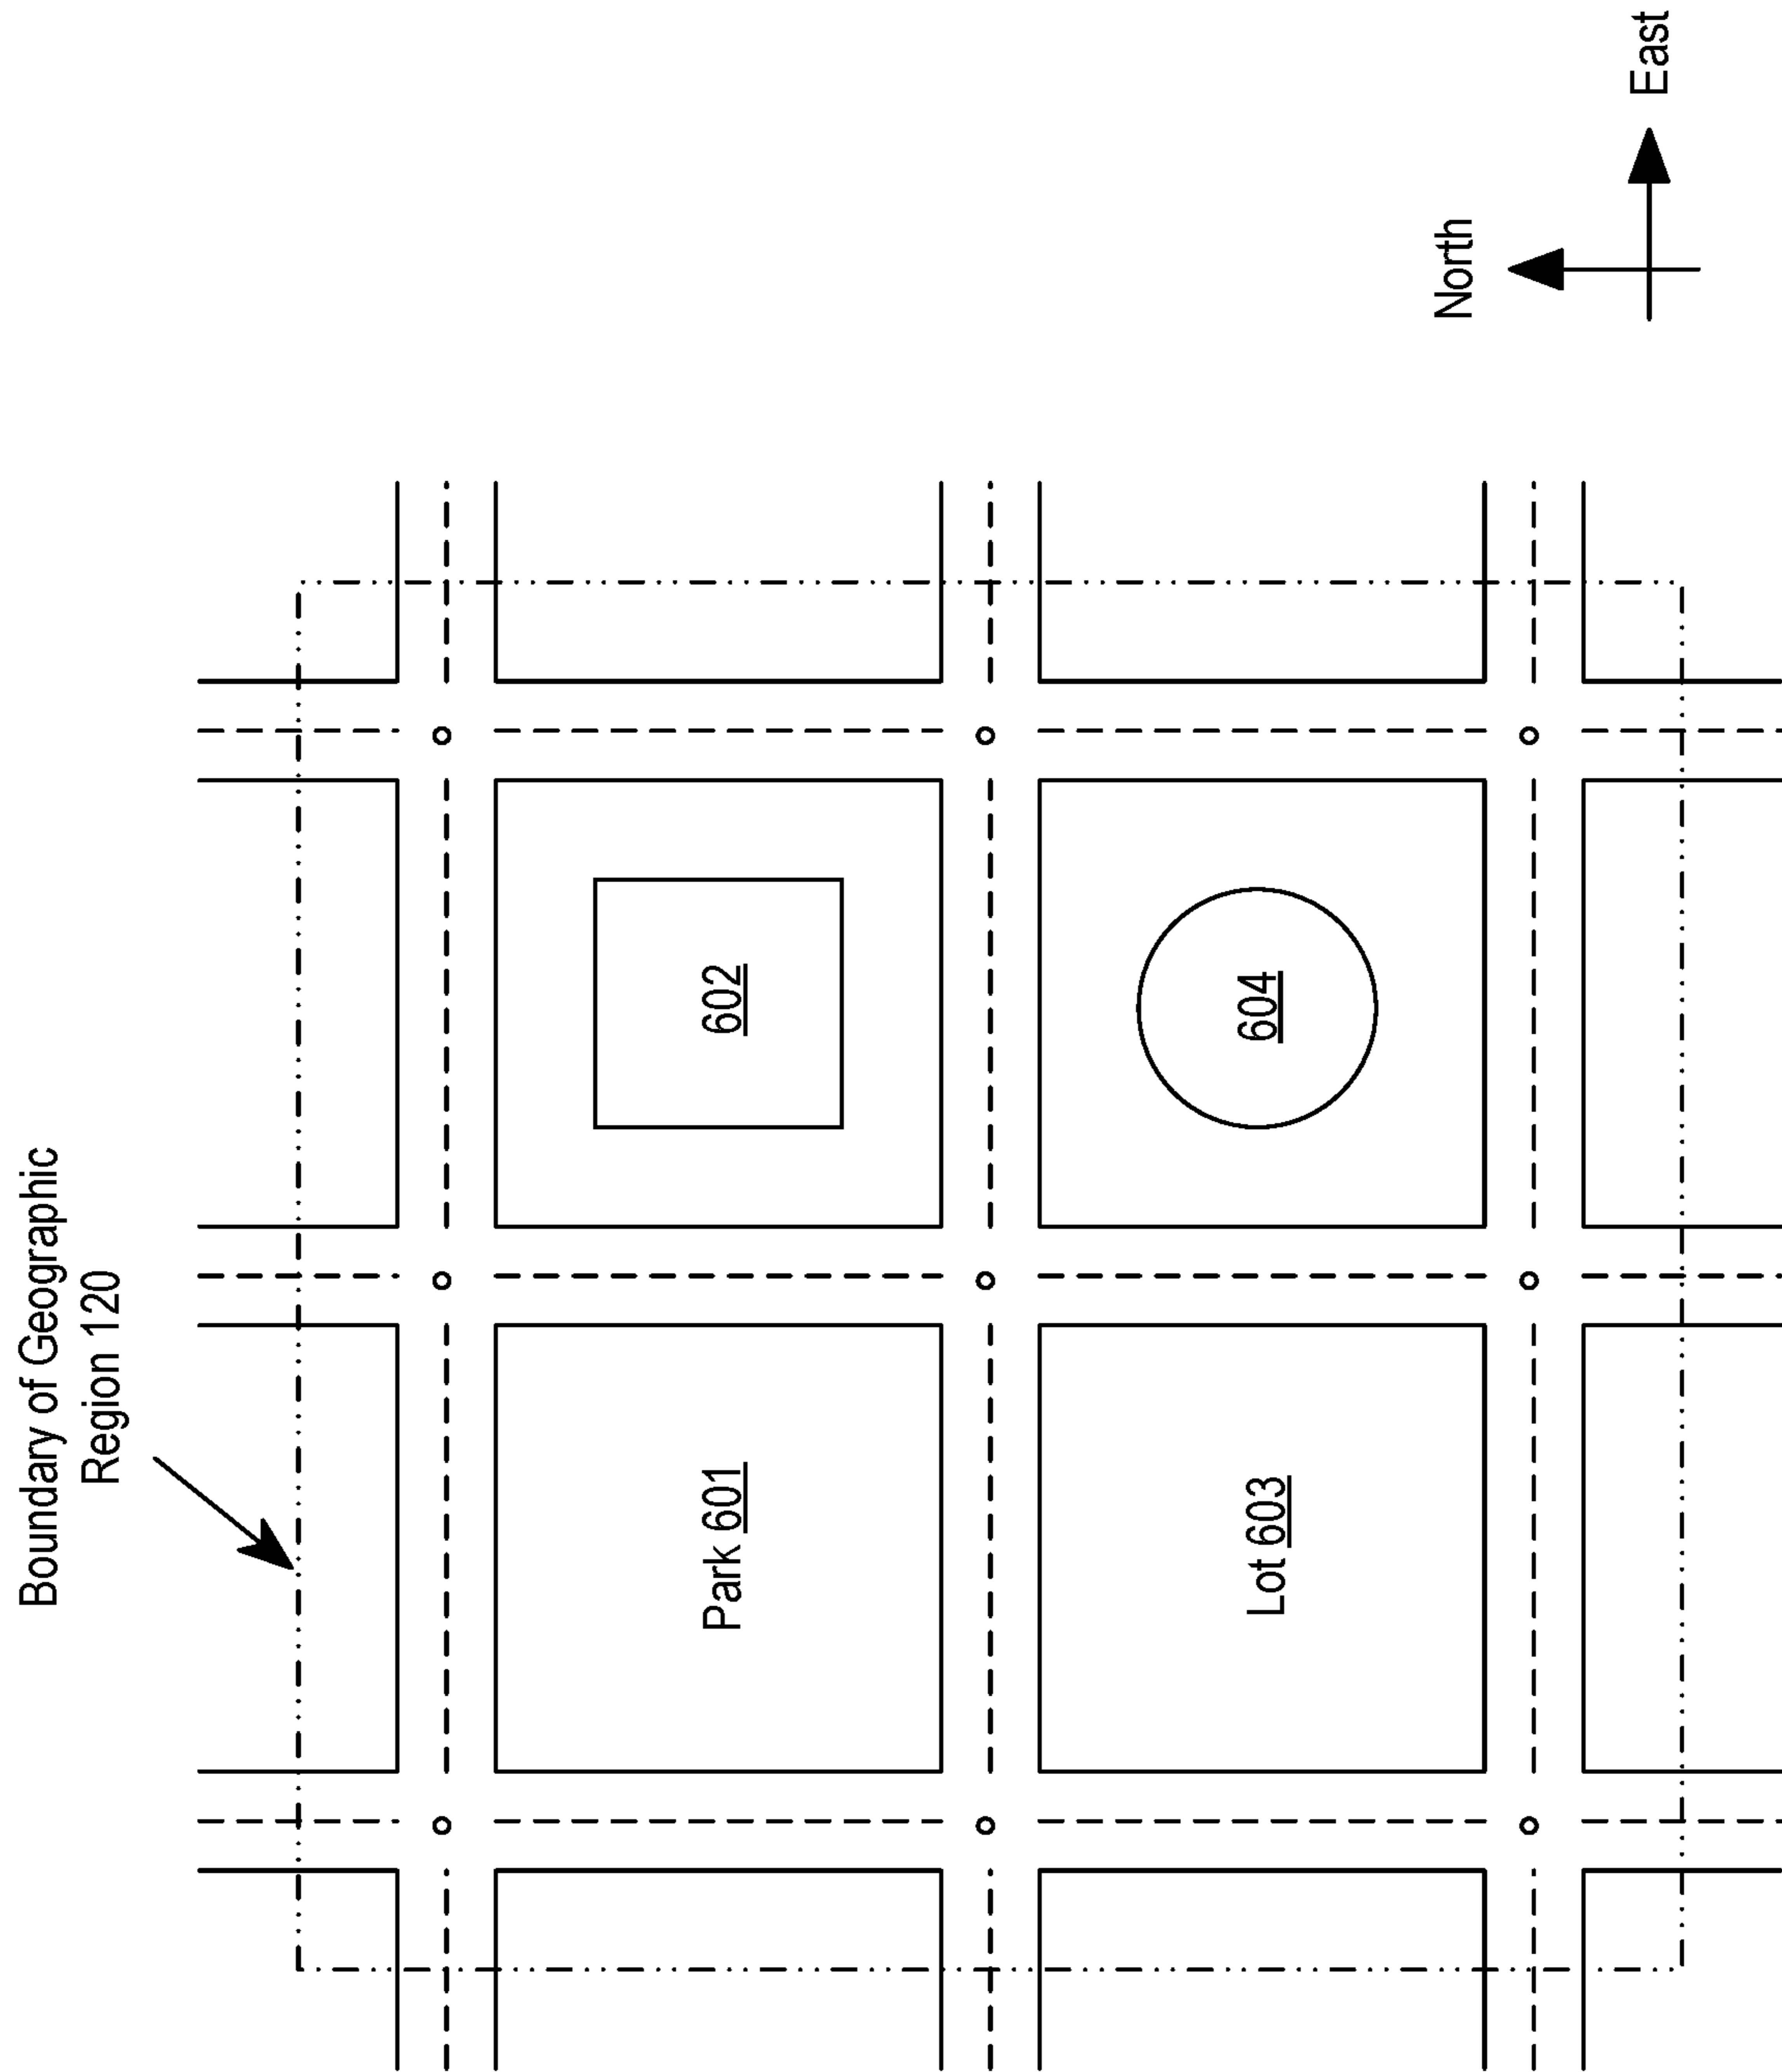 Boundary of Geographic
Region 120
Park 601
602
Lot 603
604
North
East